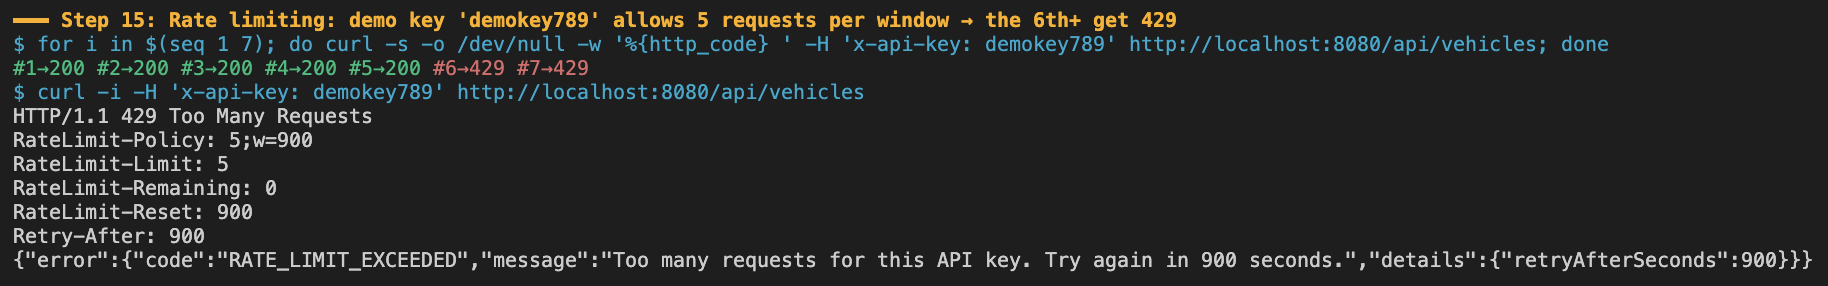 ━━━ Step 15: Rate limiting: demo key 'demokey789' allows 5 requests per window → the 6th+ get 429
$ for i in $(seq 1 7); do curl -s -o /dev/null -w '%{http_code} ' -H 'x-api-key: demokey789' http://localhost:8080/api/vehicles; done
#1→200 #2→200 #3→200 #4→200 #5→200 #6→429 #7→429
$ curl -i -H 'x-api-key: demokey789' http://localhost:8080/api/vehicles
HTTP/1.1 429 Too Many Requests
RateLimit-Policy: 5;w=900
RateLimit-Limit: 5
RateLimit-Remaining: 0
RateLimit-Reset: 900
Retry-After: 900
{"error":{"code":"RATE_LIMIT_EXCEEDED","message":"Too many requests for this API key. Try again in 900 seconds.","details":{"retryAfterSeconds":900}}}